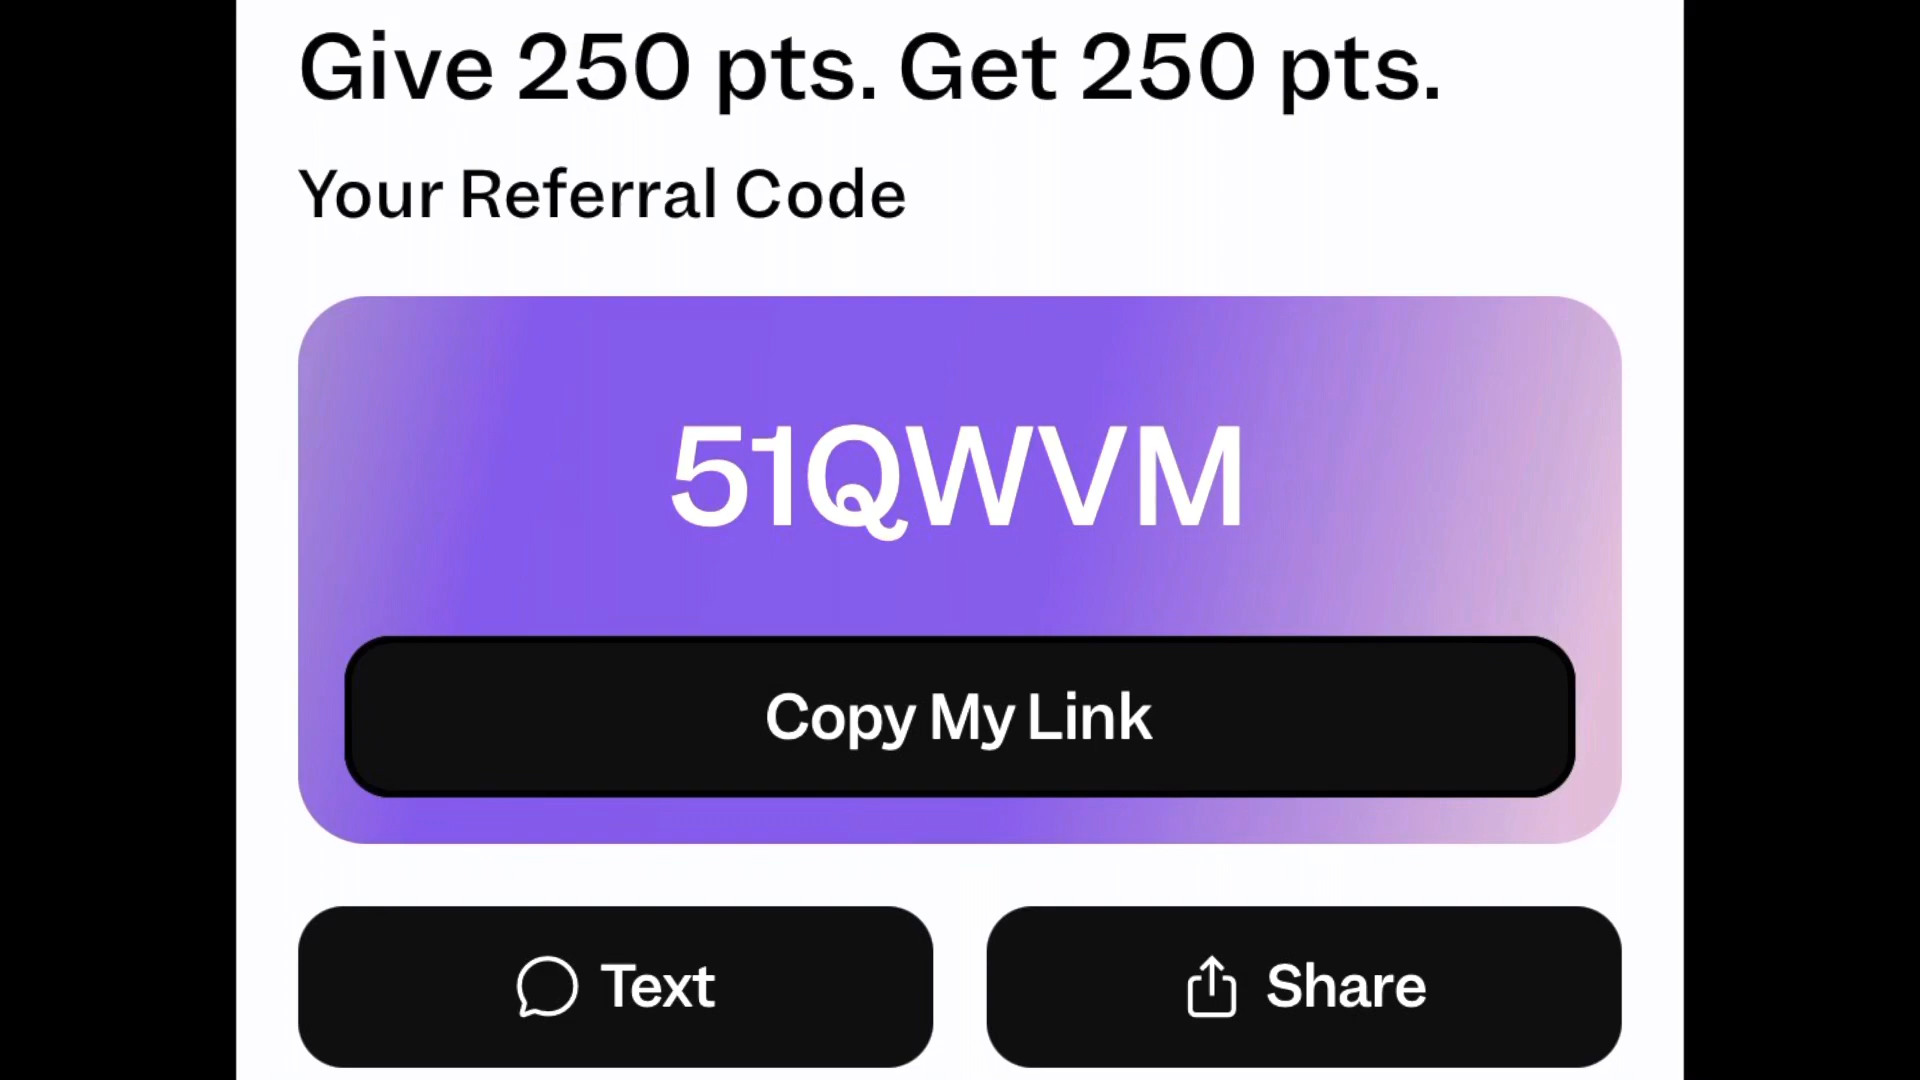 Give 250 pts. Get 250 pts.
Your Referral Code
51QWVM
Copy My Link
Text
Share